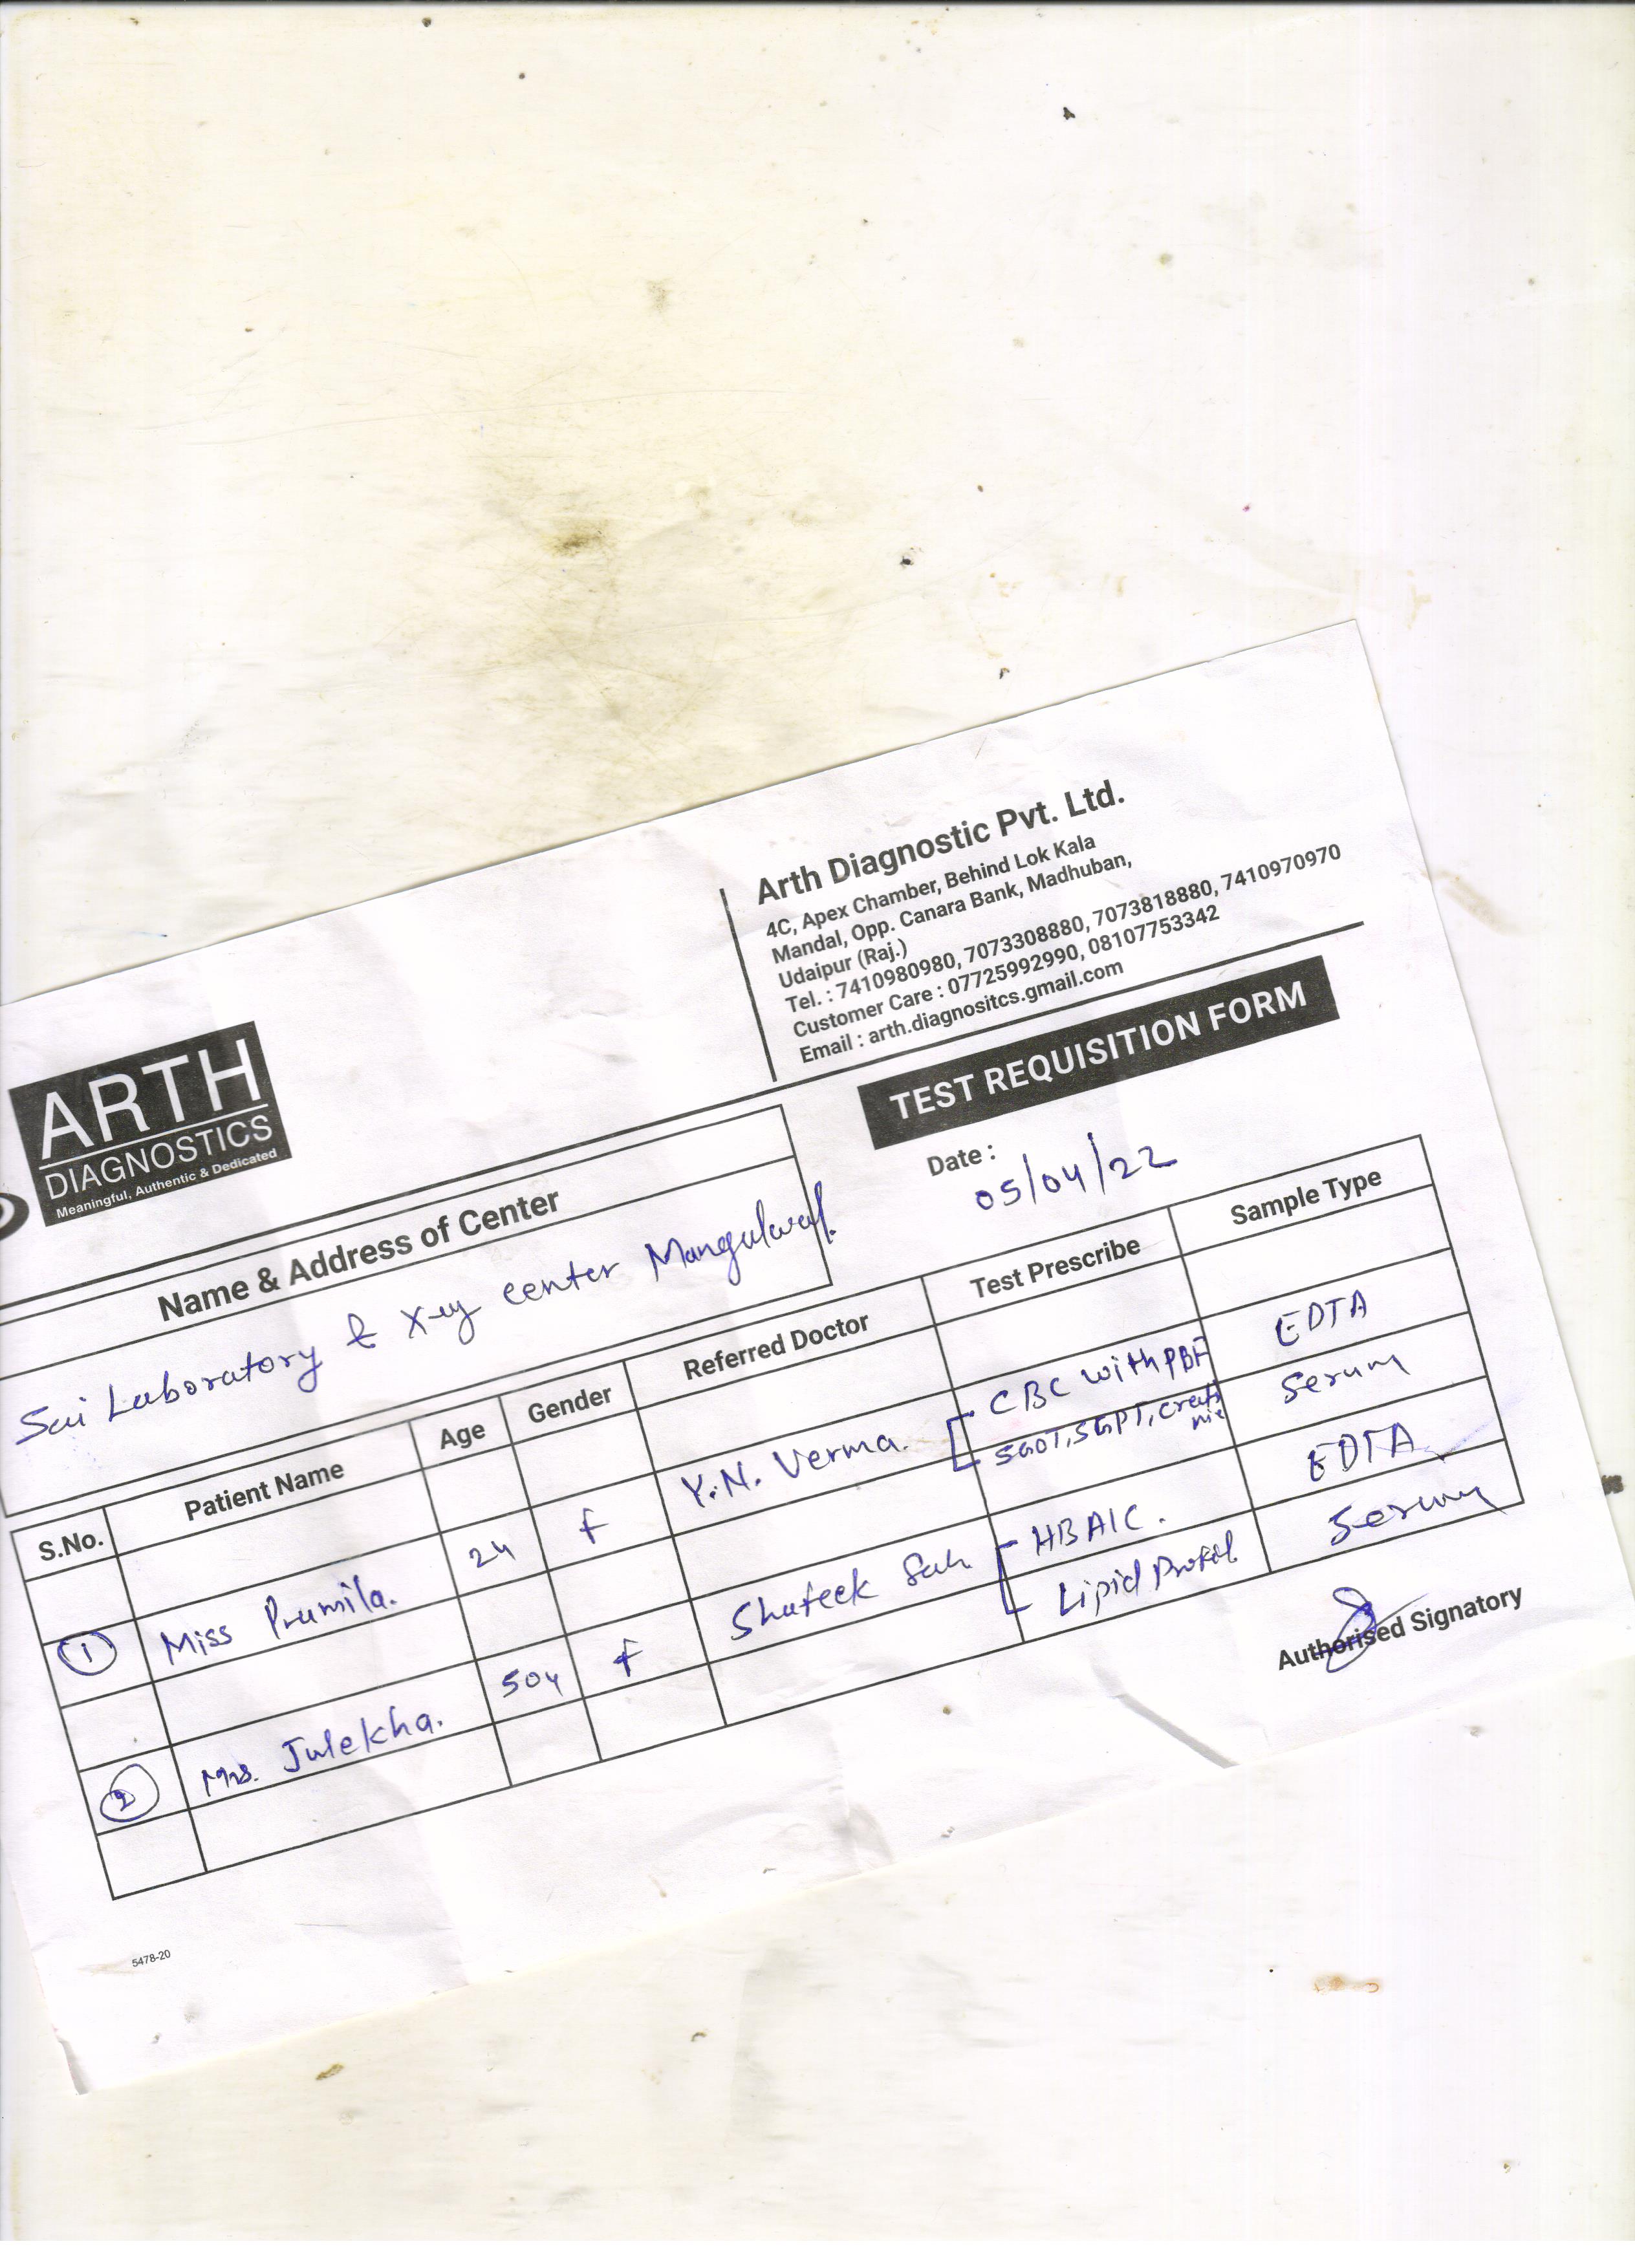 Arth Diagnostic Pvt. Ltd.
4C, Apex Chamber, Behind Lok Kala
Mandal, Opp. Canara Bank, Madhuban,
Udaipur (Raj.)
Tel. : 7410980980, 7073308880, 7073818880, 7410970970
Customer Care : 07725992990, 08107753342
Email : arth.diagnositcs.gmail.com
ARTH
DIAGNOSTICS
Meaningful, Authentic & Dedicated
TEST REQUISITION FORM
Name & Address of Center
Sai Laboratory & X-ray center
Date :
05/04/22
S.No. Patient Name Age Gender Referred Doctor Test Prescribe Sample Type
1 Miss Pramila. 24 f Y.N. Verma. CBC with PBF EDTA
SGOT, SGPT, Creati Serum
nie
2 Mrs. Julekha. 50y f HBA1C. EDTA
Lipid Serum
Authorised Signatory
5478-20